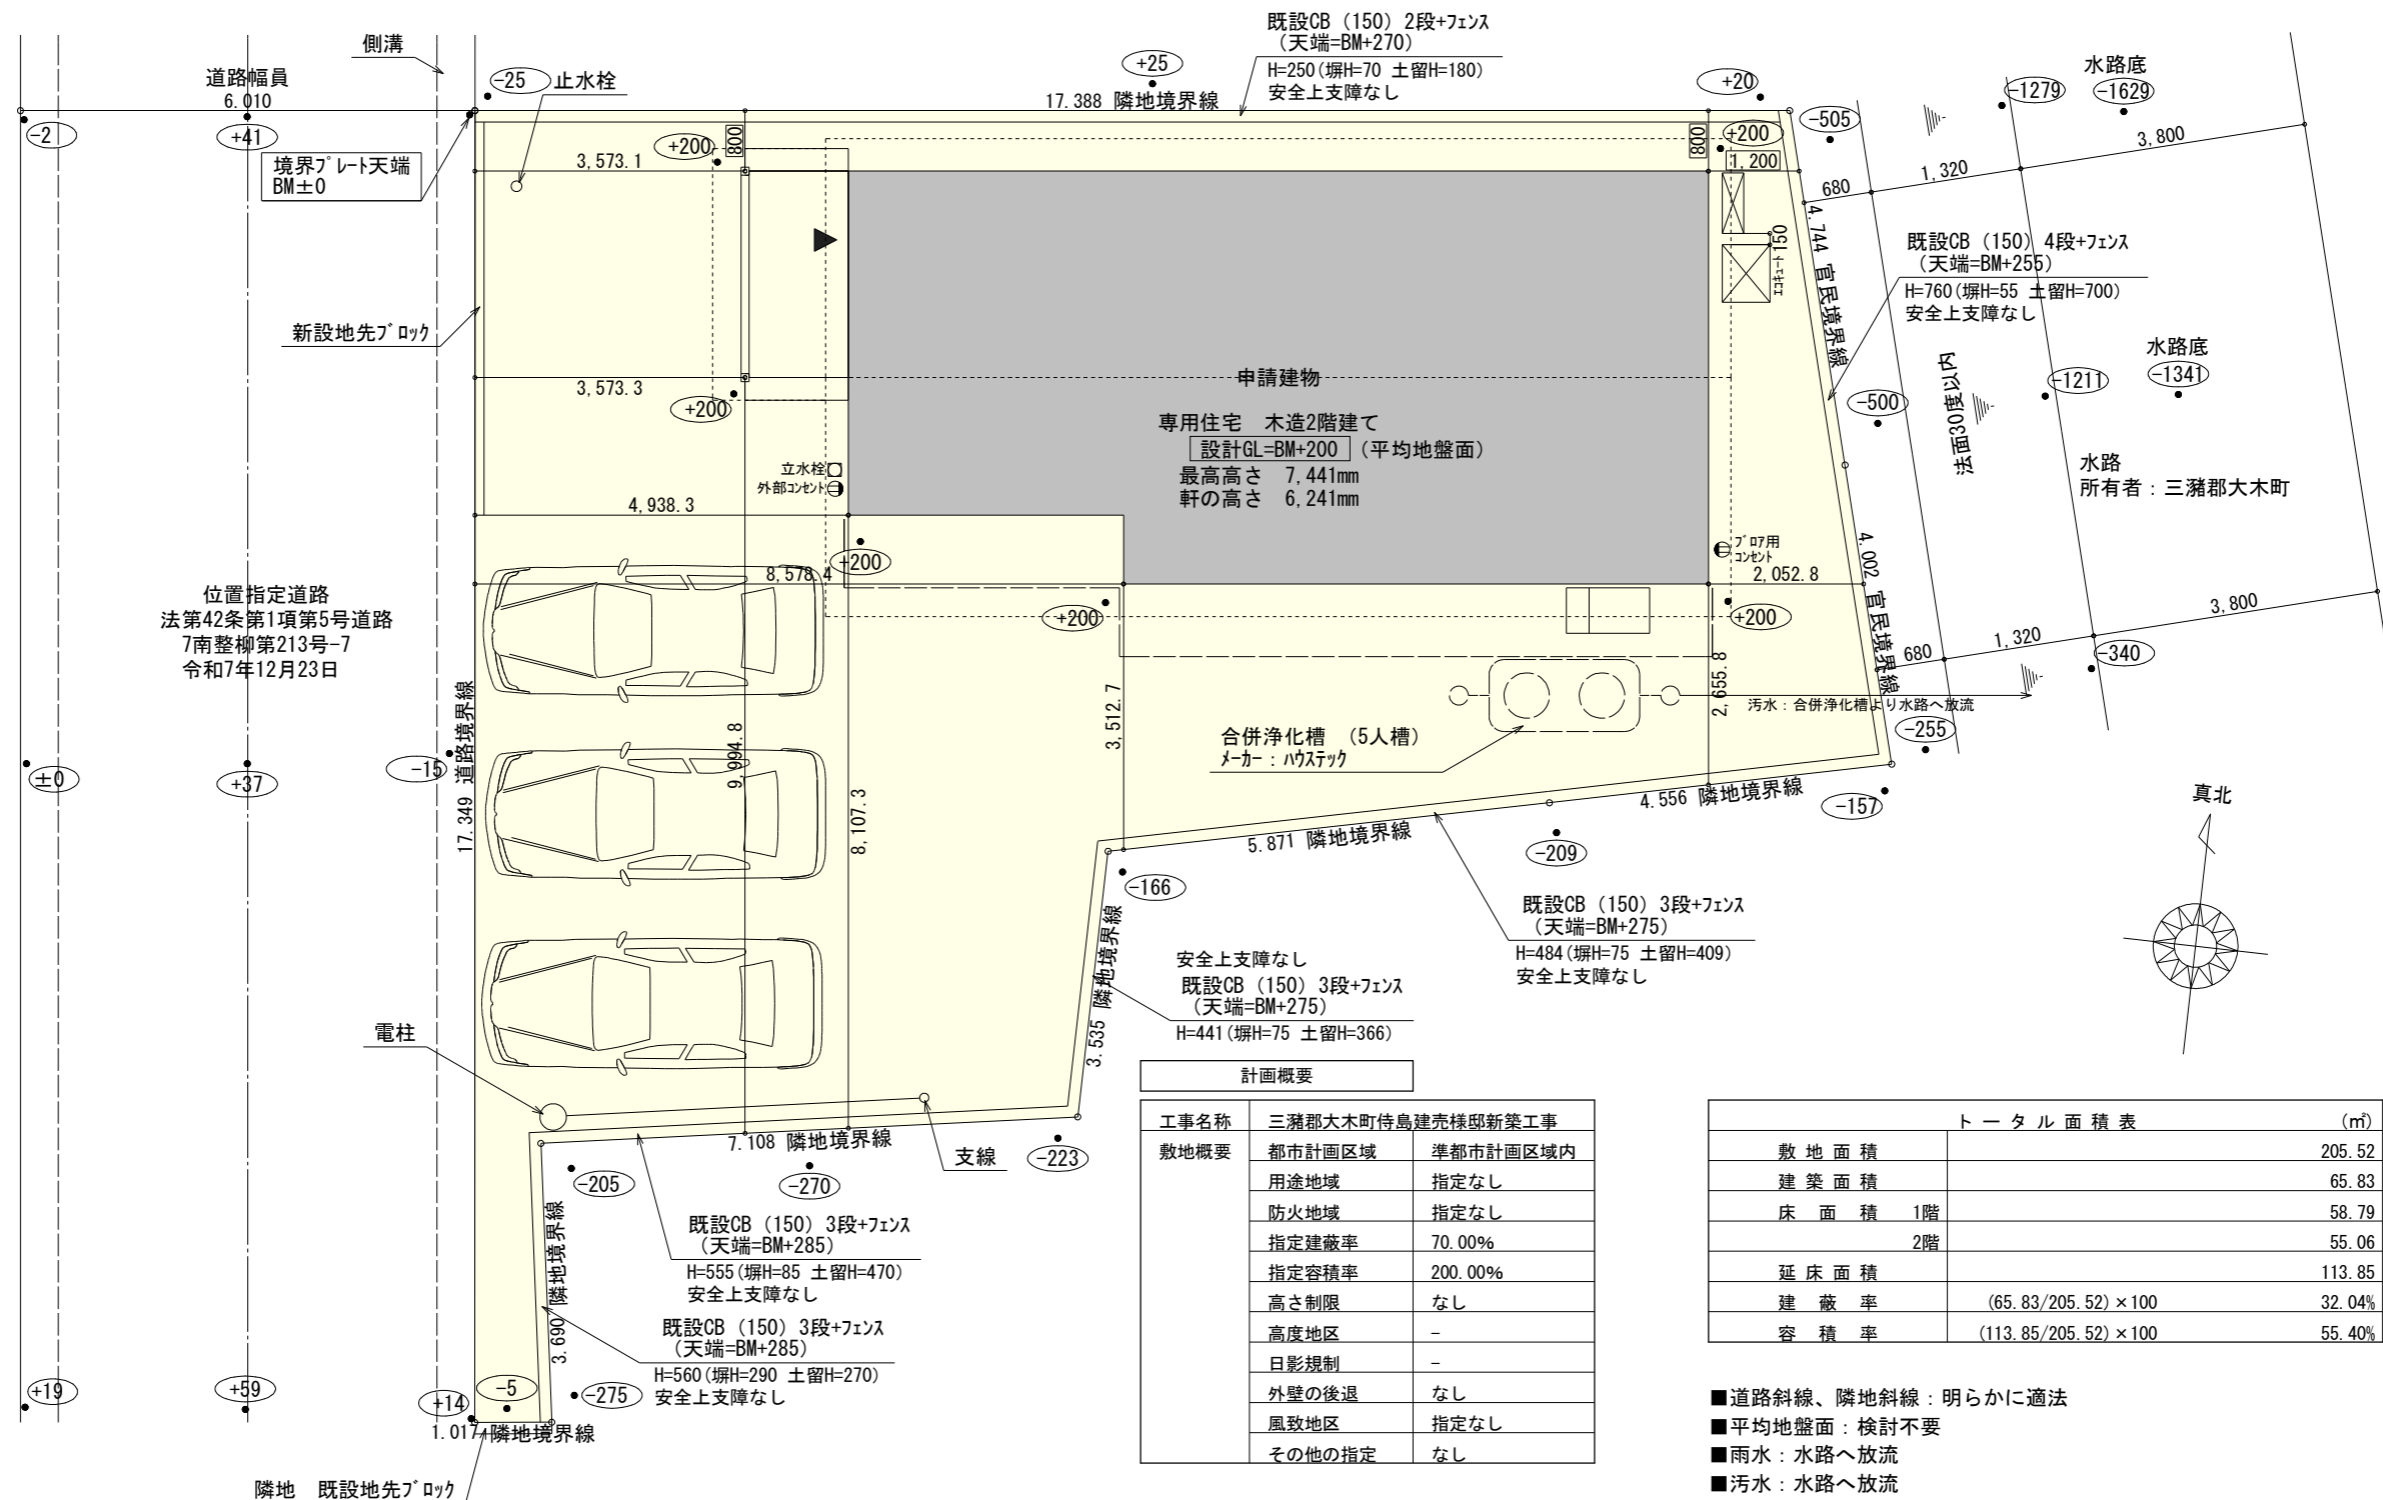 既設CB（150）2段+フェンス
（天端=BM+270）
H=250(塀H=70 土留H=180)
安全上支障なし
側溝
道路幅員
6.010
-25
止水栓
+25
17.388 隣地境界線
+20
水路底
-1279
-1629
-505
-2
+41
境界プレート天端
BM±0
3,573.1
+200
800
800
+200
1,200
680
1,320
3,800
4.744 官民境界線
既設CB（150）4段+フェンス
（天端=BM+255）
H=760(塀H=55 土留H=700)
安全上支障なし
エコキュート
150
新設地先ブロック
3,573.3
+200
申請建物
専用住宅　木造2階建て
設計GL=BM+200（平均地盤面）
最高高さ　7,441mm
軒の高さ　6,241mm
立水栓
外部コンセント
-500
法面30度以内
-1211
水路底
-1341
水路
所有者：三瀦郡大木町
4,938.3
+200
8,578.4
+200
ブロア用
コンセント
2,052.8
+200
4.002 官民境界線
680
1,320
3,800
-340
位置指定道路
法第42条第1項第5号道路
7南整柳第213号-7
令和7年12月23日
17.349 道路境界線
9,994.8
8,107.3
3,512.7
2,655.8
汚水：合併浄化槽より水路へ放流
合併浄化槽　（5人槽）
メーカー：ハウステック
-255
±0
+37
-15
4.556 隣地境界線
-157
5.871 隣地境界線
-209
-166
真北
既設CB（150）3段+フェンス
（天端=BM+275）
H=484(塀H=75 土留H=409)
安全上支障なし
3.535 隣地境界線
安全上支障なし
既設CB（150）3段+フェンス
（天端=BM+275）
H=441(塀H=75 土留H=366)
電柱
7.108 隣地境界線
支線
-223
-205
-270
3.690 隣地境界線
既設CB（150）3段+フェンス
（天端=BM+285）
H=555(塀H=85 土留H=470)
安全上支障なし
既設CB（150）3段+フェンス
（天端=BM+285）
H=560(塀H=290 土留H=270)
安全上支障なし
+19
+59
+14
-5
-275
1.017 隣地境界線
隣地　既設地先ブロック
計画概要
工事名称 三瀦郡大木町侍島建売様邸新築工事
敷地概要 都市計画区域 準都市計画区域内
用途地域 指定なし
防火地域 指定なし
指定建蔽率 70.00%
指定容積率 200.00%
高さ制限 なし
高度地区 -
日影規制 -
外壁の後退 なし
風致地区 指定なし
その他の指定 なし
トータル面積表 (㎡)
敷地面積 205.52
建築面積 65.83
床面積 1階 58.79
2階 55.06
延床面積 113.85
建蔽率 (65.83/205.52)×100 32.04%
容積率 (113.85/205.52)×100 55.40%
■道路斜線、隣地斜線：明らかに適法
■平均地盤面：検討不要
■雨水：水路へ放流
■汚水：水路へ放流